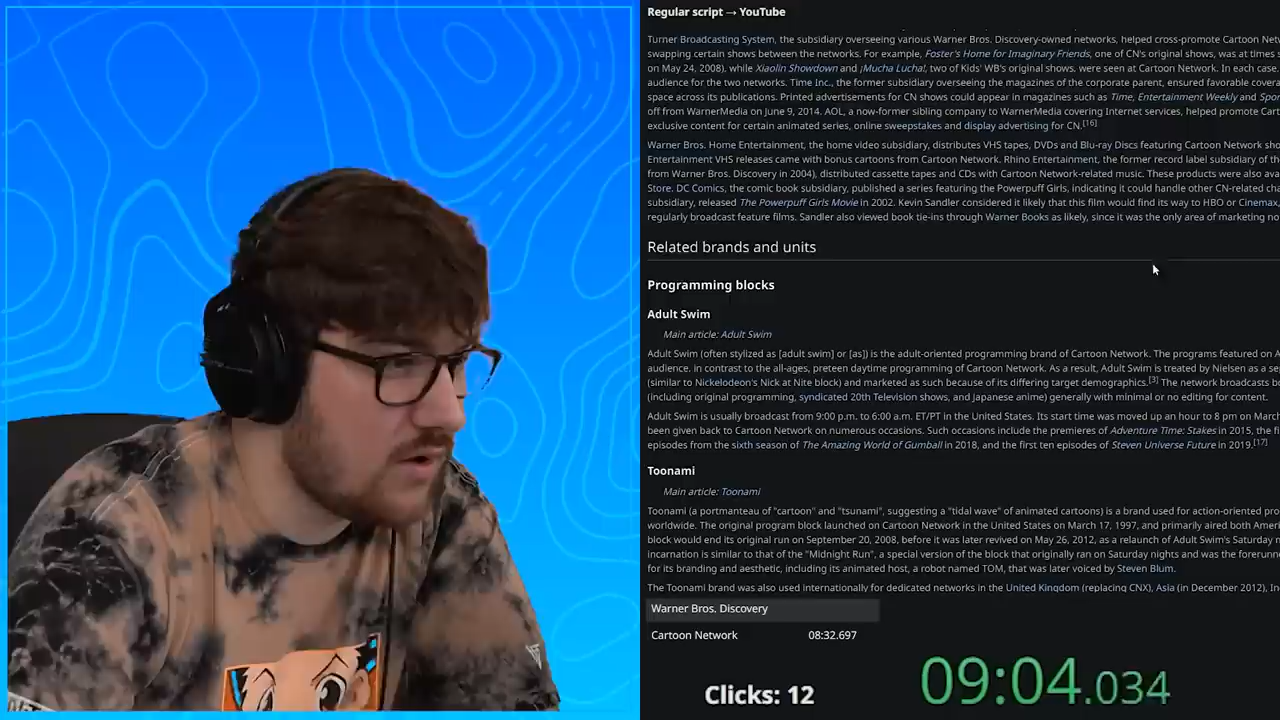 Regular script → YouTube
Turner Broadcasting System, the subsidiary overseeing various Warner Bros. Discovery-owned networks, helped cross-promote Cartoon Netw
swapping certain shows between the networks. For example, Foster's Home for Imaginary Friends, one of CN's original shows, was at times s
on May 24, 2008), while Xiaolin Showdown and ¡Mucha Lucha!, two of Kids' WB's original shows, were seen at Cartoon Network. In each case,
audience for the two networks. Time Inc., the former subsidiary overseeing the magazines of the corporate parent, ensured favorable covera
space across its publications. Printed advertisements for CN shows could appear in magazines such as Time, Entertainment Weekly and Spor
off from WarnerMedia on June 9, 2014. AOL, a now-former sibling company to WarnerMedia covering Internet services, helped promote Cart
exclusive content for certain animated series, online sweepstakes and display advertising for CN.[16]
Warner Bros. Home Entertainment, the home video subsidiary, distributes VHS tapes, DVDs and Blu-ray Discs featuring Cartoon Network sho
Entertainment VHS releases came with bonus cartoons from Cartoon Network. Rhino Entertainment, the former record label subsidiary of the
from Warner Bros. Discovery in 2004), distributed cassette tapes and CDs with Cartoon Network-related music. These products were also ava
Store. DC Comics, the comic book subsidiary, published a series featuring the Powerpuff Girls, indicating it could handle other CN-related cha
subsidiary, released The Powerpuff Girls Movie in 2002. Kevin Sandler considered it likely that this film would find its way to HBO or Cinemax,
regularly broadcast feature films. Sandler also viewed book tie-ins through Warner Books as likely, since it was the only area of marketing no
Related brands and units
Programming blocks
Adult Swim
Main article: Adult Swim
Adult Swim (often stylized as [adult swim] or [as]) is the adult-oriented programming brand of Cartoon Network. The programs featured on A
audience, in contrast to the all-ages, preteen daytime programming of Cartoon Network. As a result, Adult Swim is treated by Nielsen as a se
(similar to Nickelodeon's Nick at Nite block) and marketed as such because of its differing target demographics.[3] The network broadcasts b
(including original programming, syndicated 20th Television shows, and Japanese anime) generally with minimal or no editing for content.
Adult Swim is usually broadcast from 9:00 p.m. to 6:00 a.m. ET/PT in the United States. Its start time was moved up an hour to 8 pm on March
been given back to Cartoon Network on numerous occasions. Such occasions include the premieres of Adventure Time: Stakes in 2015, the fi
episodes from the sixth season of The Amazing World of Gumball in 2018, and the first ten episodes of Steven Universe Future in 2019.[17]
Toonami
Main article: Toonami
Toonami (a portmanteau of "cartoon" and "tsunami", suggesting a "tidal wave" of animated cartoons) is a brand used for action-oriented pro
worldwide. The original program block launched on Cartoon Network in the United States on March 17, 1997, and primarily aired both Ameri
block would end its original run on September 20, 2008, before it was later revived on May 26, 2012, as a relaunch of Adult Swim's Saturday n
incarnation is similar to that of the "Midnight Run", a special version of the block that originally ran on Saturday nights and was the forerunne
for its branding and aesthetic, including its animated host, a robot named TOM, that was later voiced by Steven Blum.
The Toonami brand was also used internationally for dedicated networks in the United Kingdom (replacing CNX), Asia (in December 2012), In
Warner Bros. Discovery
Cartoon Network 08:32.697
Clicks: 12
09:04.034